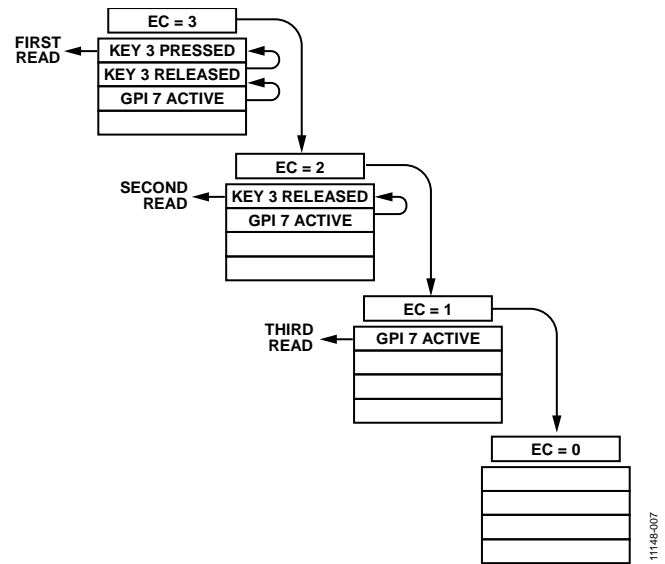 EC = 3
FIRST
READ
KEY 3 PRESSED
KEY 3 RELEASED
GPI 7 ACTIVE
EC = 2
SECOND
READ
KEY 3 RELEASED
GPI 7 ACTIVE
EC = 1
THIRD
READ
GPI 7 ACTIVE
EC = 0
11148-007